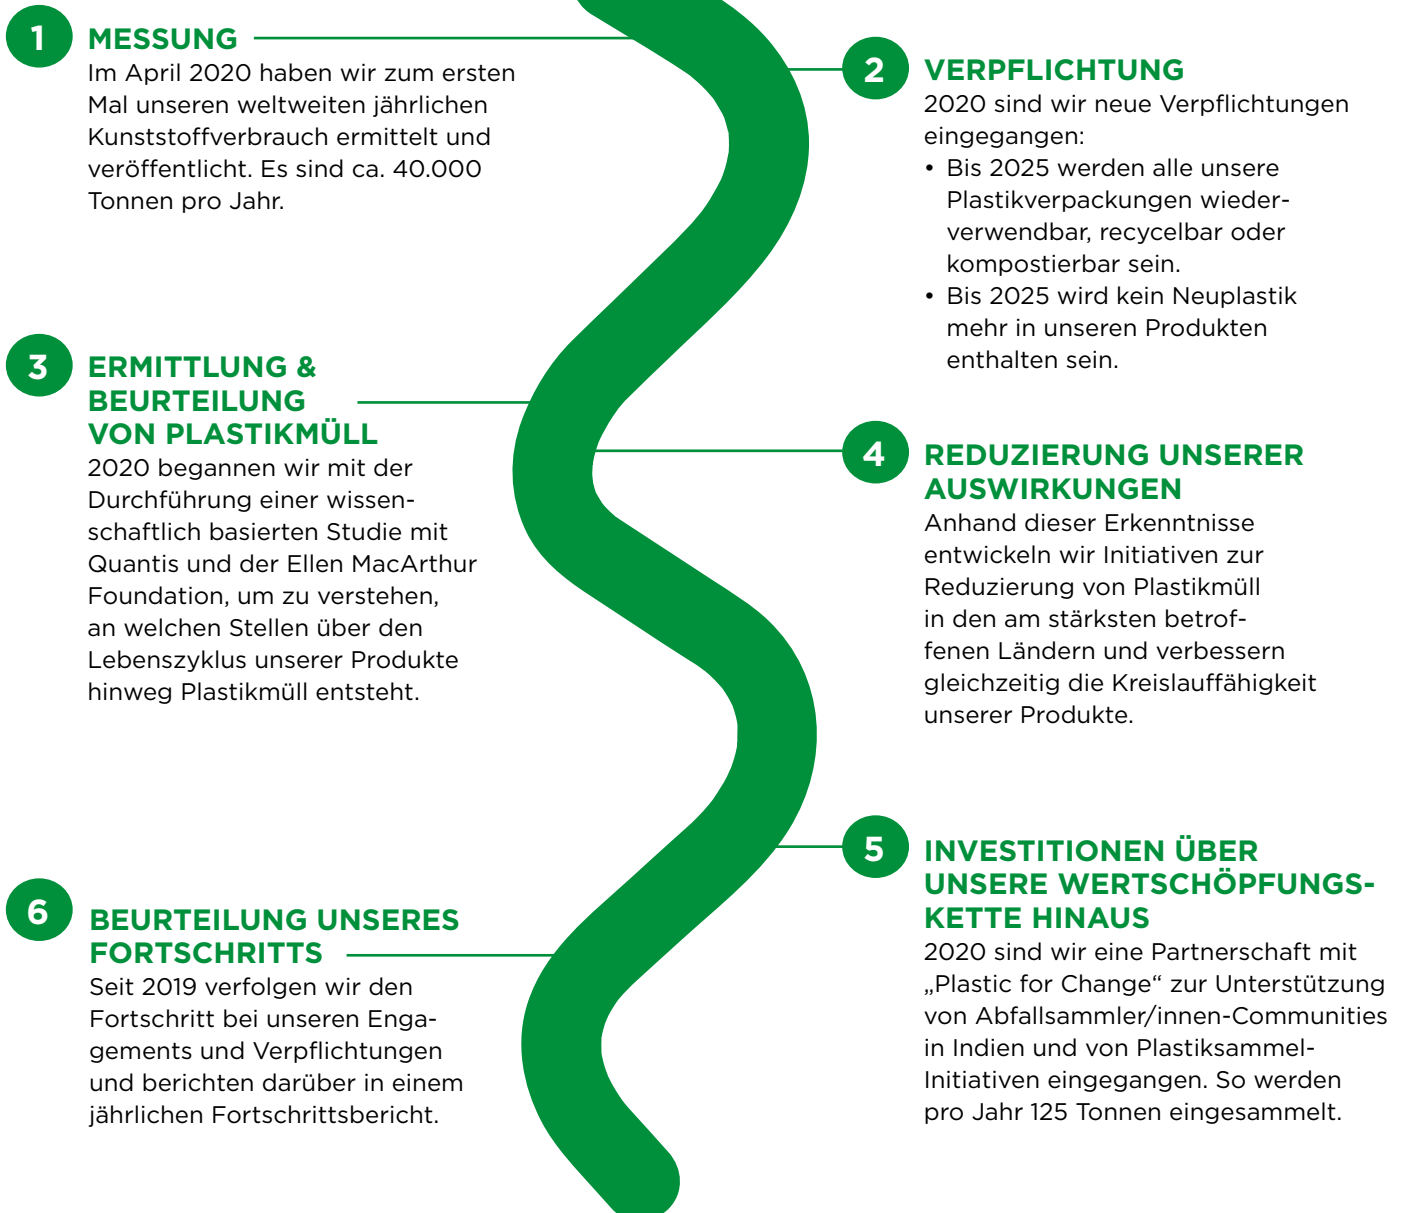 1
MESSUNG
Im April 2020 haben wir zum ersten
Mal unseren weltweiten jährlichen
Kunststoffverbrauch ermittelt und
veröffentlicht. Es sind ca. 40.000
Tonnen pro Jahr.
2
VERPFLICHTUNG
2020 sind wir neue Verpflichtungen
eingegangen:
• Bis 2025 werden alle unsere
Plastikverpackungen wieder-
verwendbar, recycelbar oder
kompostierbar sein.
• Bis 2025 wird kein Neuplastik
mehr in unseren Produkten
enthalten sein.
3
ERMITTLUNG &
BEURTEILUNG
VON PLASTIKMÜLL
2020 begannen wir mit der
Durchführung einer wissen-
schaftlich basierten Studie mit
Quantis und der Ellen MacArthur
Foundation, um zu verstehen,
an welchen Stellen über den
Lebenszyklus unserer Produkte
hinweg Plastikmüll entsteht.
4
REDUZIERUNG UNSERER
AUSWIRKUNGEN
Anhand dieser Erkenntnisse
entwickeln wir Initiativen zur
Reduzierung von Plastikmüll
in den am stärksten betrof-
fenen Ländern und verbessern
gleichzeitig die Kreislauffähigkeit
unserer Produkte.
5
INVESTITIONEN ÜBER
UNSERE WERTSCHÖPFUNGS-
KETTE HINAUS
2020 sind wir eine Partnerschaft mit
„Plastic for Change“ zur Unterstützung
von Abfallsammler/innen-Communities
in Indien und von Plastiksammel-
Initiativen eingegangen. So werden
pro Jahr 125 Tonnen eingesammelt.
6
BEURTEILUNG UNSERES
FORTSCHRITTS
Seit 2019 verfolgen wir den
Fortschritt bei unseren Enga-
gements und Verpflichtungen
und berichten darüber in einem
jährlichen Fortschrittsbericht.